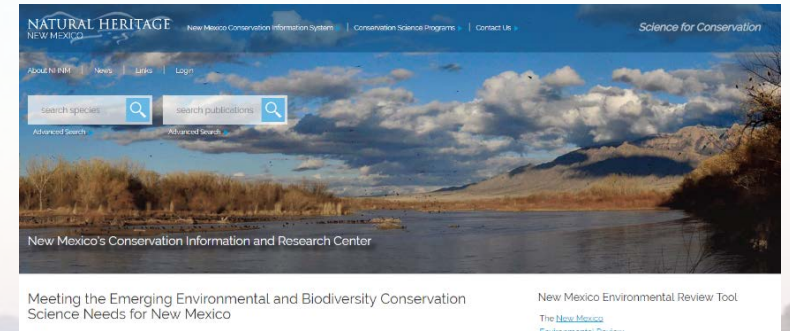 NATURAL HERITAGE
NEW MEXICO
New Mexico Conservation Information System | Conservation Science Programs | Contact Us
Science for Conservation
About NHNM | News | Links | Login
search species
search publications
Advanced Search
Advanced Search
New Mexico's Conservation Information and Research Center
Meeting the Emerging Environmental and Biodiversity Conservation
Science Needs for New Mexico
New Mexico Environmental Review Tool
The New Mexico
Environmental Review